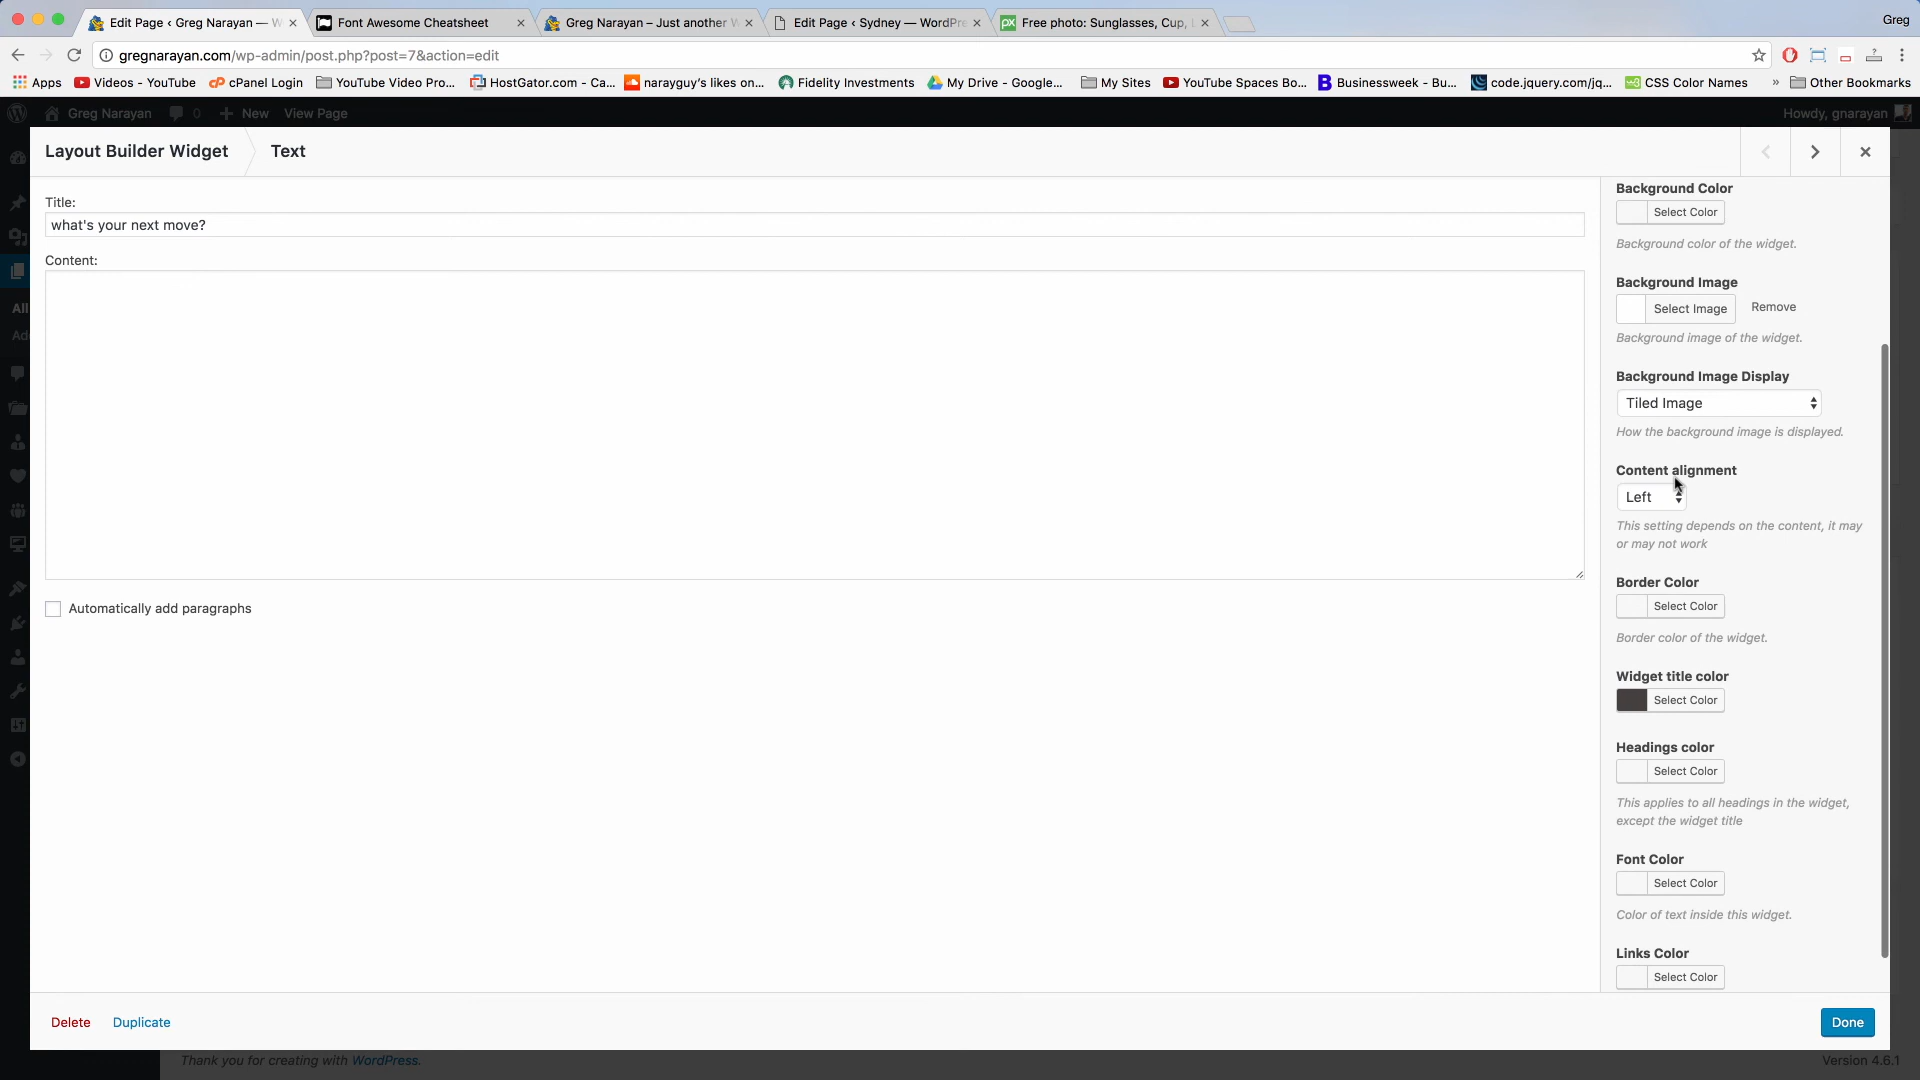 Edit Page ‹ Greg Narayan — W
Font Awesome Cheatsheet
Greg Narayan – Just another W
Edit Page ‹ Sydney — WordPre
Free photo: Sunglasses, Cup, L
Greg
gregnarayan.com/wp-admin/post.php?post=7&action=edit
Apps
Videos - YouTube
cPanel Login
YouTube Video Pro...
HostGator.com - Ca...
narayguy's likes on...
Fidelity Investments
My Drive - Google...
My Sites
YouTube Spaces Bo...
Businessweek - Bu...
code.jquery.com/jq...
CSS Color Names
»
Other Bookmarks
Greg Narayan
0
New
View Page
Howdy, gnarayan
Layout Builder Widget
Text
Title:
what's your next move?
Content:
Automatically add paragraphs
All
Add
Background Color
Select Color
Background color of the widget.
Background Image
Select Image
Remove
Background image of the widget.
Background Image Display
Tiled Image
How the background image is displayed.
Content alignment
Left
This setting depends on the content, it may
or may not work
Border Color
Select Color
Border color of the widget.
Widget title color
Select Color
Headings color
Select Color
This applies to all headings in the widget,
except the widget title
Font Color
Select Color
Color of text inside this widget.
Links Color
Select Color
Delete
Duplicate
Done
Thank you for creating with WordPress.
Version 4.6.1